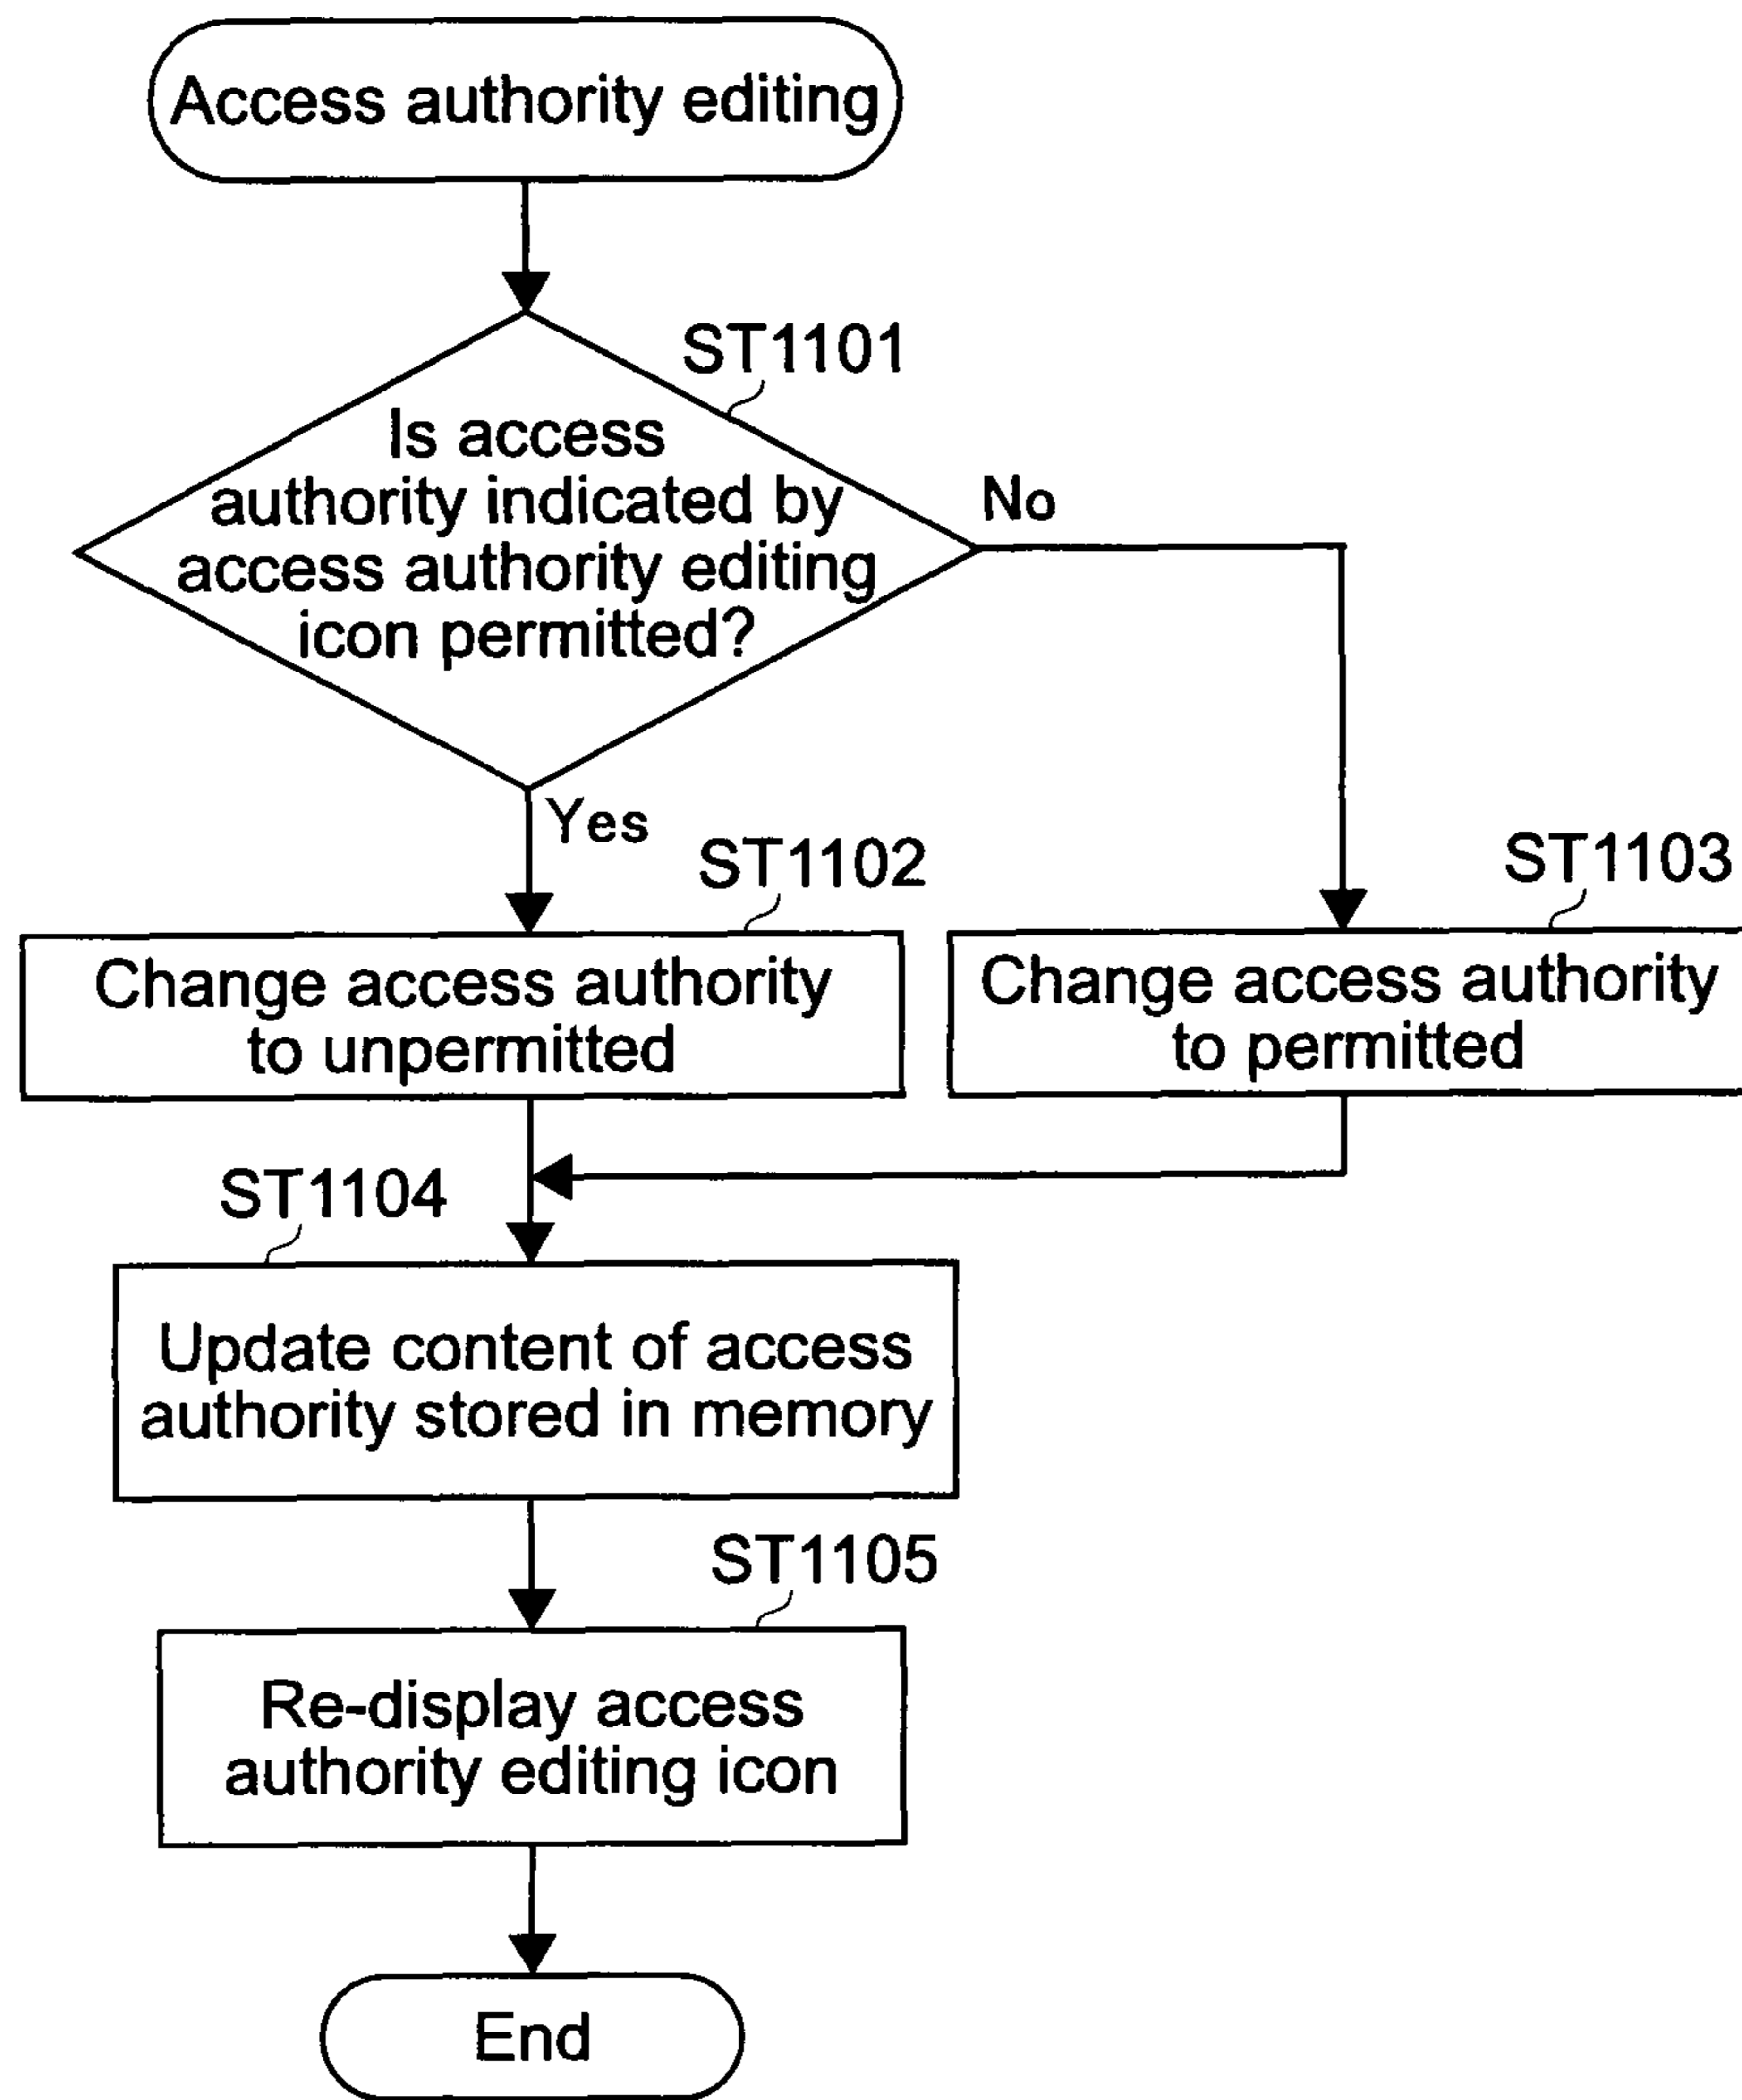 Access authority editing
ST1101
Is access
authority indicated by
access authority editing
icon permitted?
No
Yes
ST1102
ST1103
Change access authority
to unpermitted
Change access authority
to permitted
ST1104
Update content of access
authority stored in memory
ST1105
Re-display access
authority editing icon
End